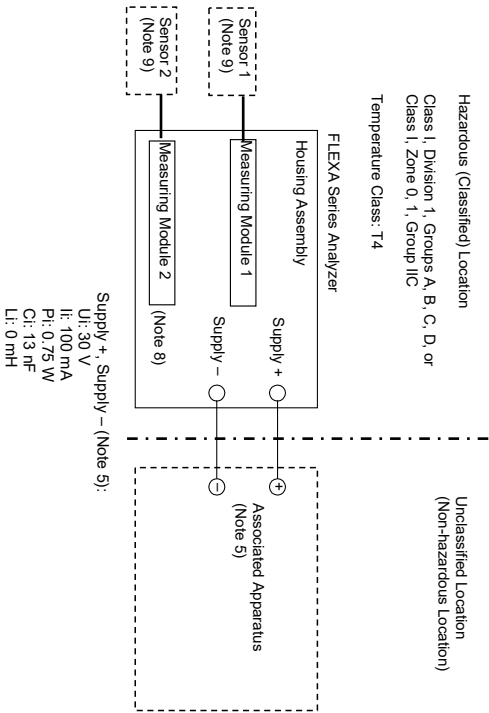 Hazardous (Classified) Location
Class I, Division 1, Groups A, B, C, D, or
Class I, Zone 0, 1, Group IIC
Temperature Class: T4
Unclassified Location
(Non-hazardous Location)
FLEXA Series Analyzer
Housing Assembly
Sensor 1
(Note 9)
Measuring Module 1
Sensor 2
(Note 9)
Measuring Module 2
(Note 8)
Supply +
Supply –
+
–
Associated Apparatus
(Note 5)
Supply +, Supply – (Note 5):
Ui: 30 V
Ii: 100 mA
Pi: 0.75 W
Ci: 13 nF
Li: 0 mH